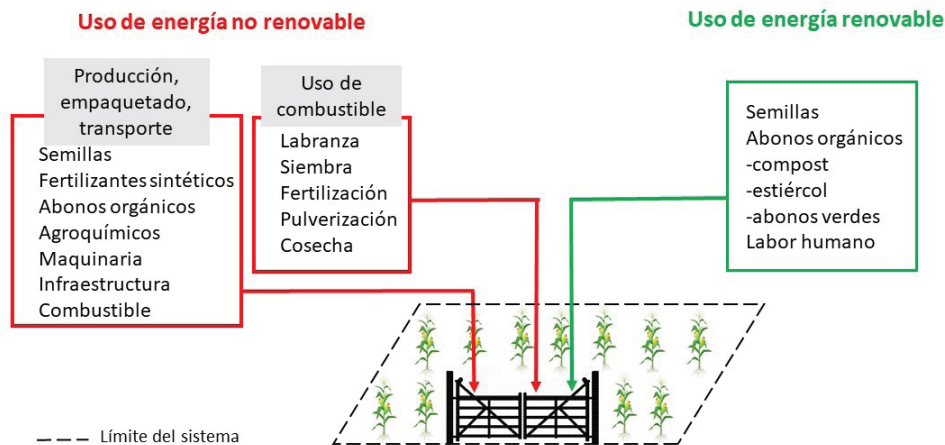 Uso de energía no renovable
Uso de energía renovable
Producción,
empaquetado,
transporte
Semillas
Fertilizantes sintéticos
Abonos orgánicos
Agroquímicos
Maquinaria
Infraestructura
Combustible
Uso de
combustible
Labranza
Siembra
Fertilización
Pulverización
Cosecha
Semillas
Abonos orgánicos
-compost
-estiércol
-abonos verdes
Labor humano
Límite del sistema